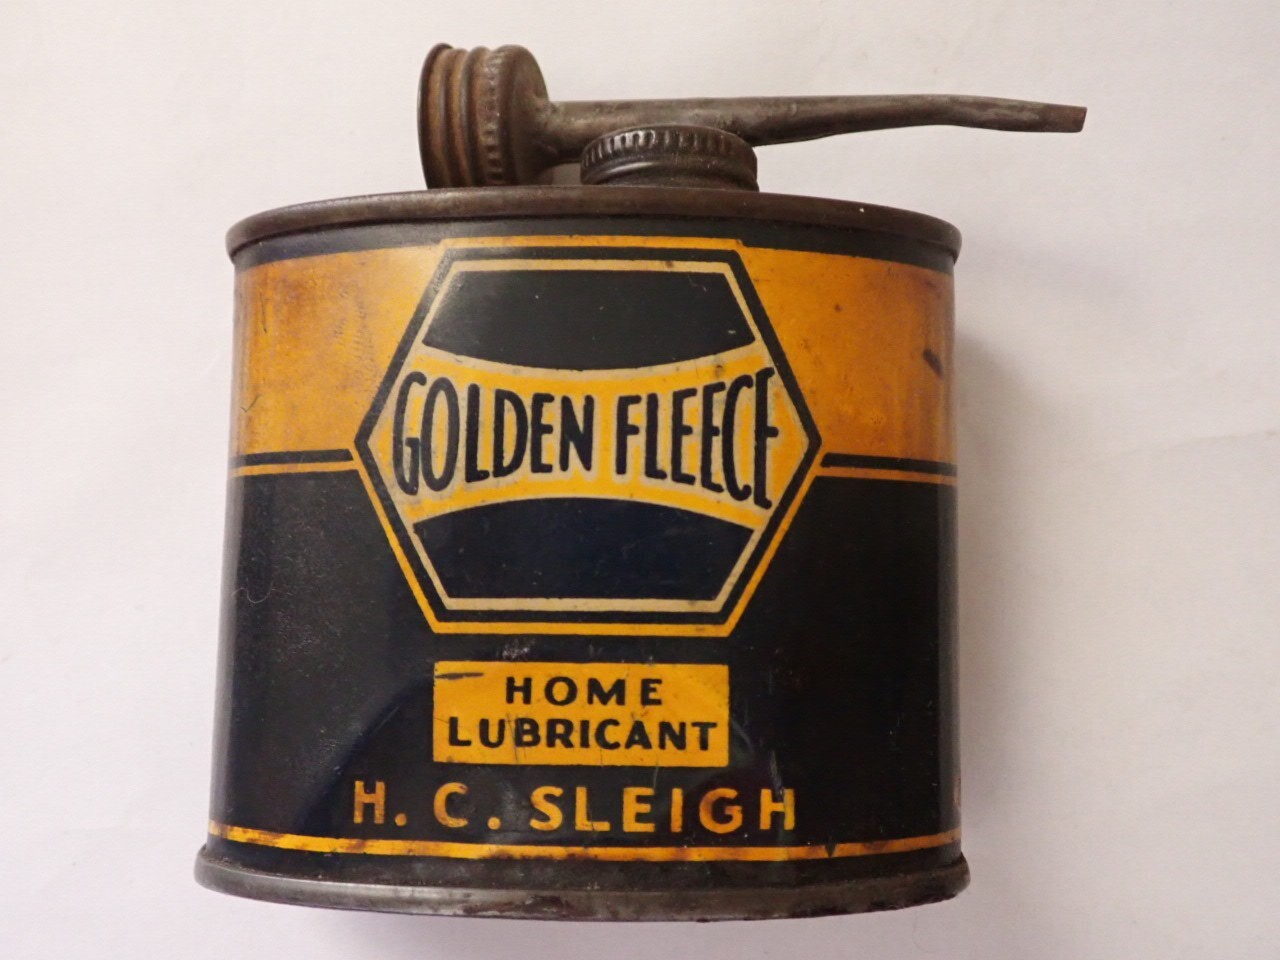 GOLDEN FLEECE
HOME
LUBRICANT
H. C. SLEIGH